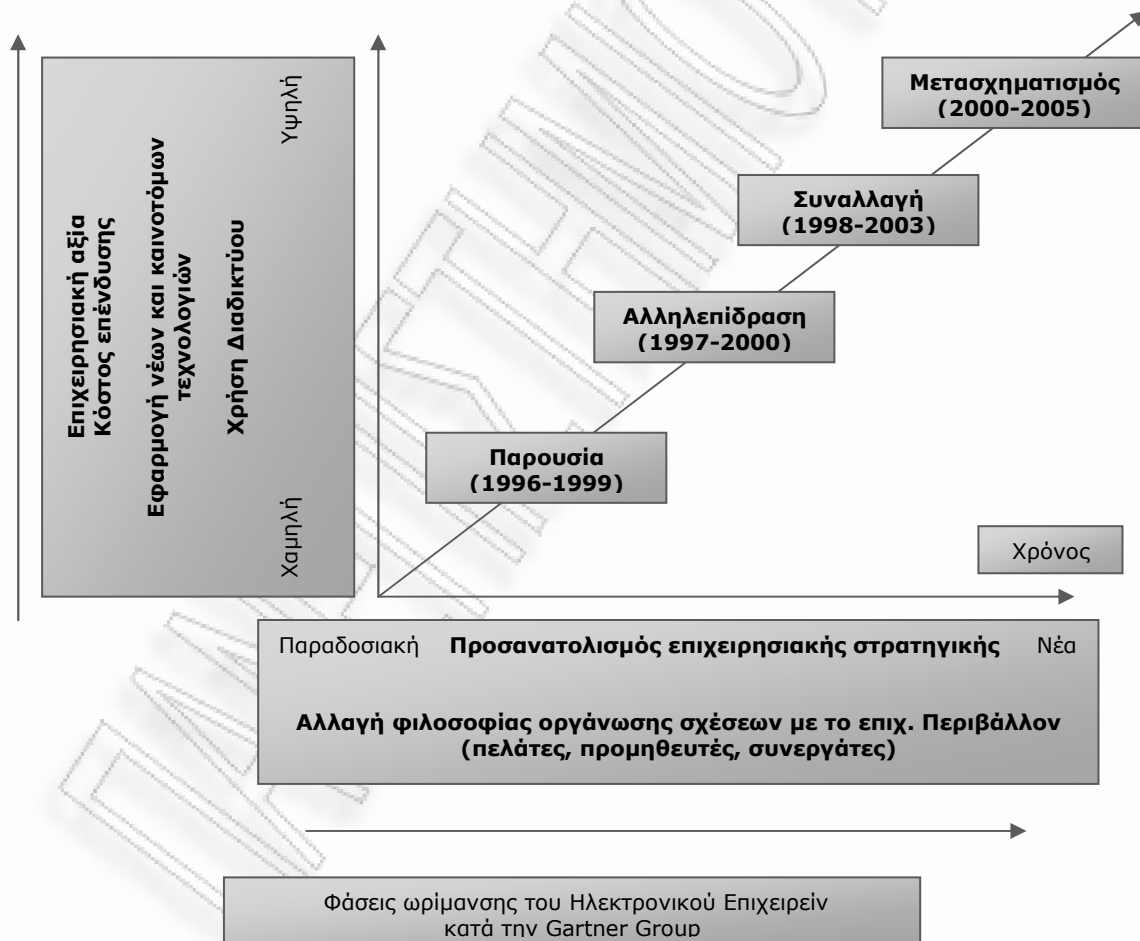 Μετασχηματισμός
(2000-2005)
Συναλλαγή
(1998-2003)
Αλληλεπίδραση
(1997-2000)
Παρουσία
(1996-1999)
Υψηλή
Χαμηλή
Επιχειρησιακή αξία
Κόστος επένδυσης
Εφαρμογή νέων και καινοτόμων
τεχνολογιών
Χρήση Διαδικτύου
Χρόνος
Παραδοσιακή Προσανατολισμός επιχειρησιακής στρατηγικής Νέα
Αλλαγή φιλοσοφίας οργάνωσης σχέσεων με το επιχ. Περιβάλλον
(πελάτες, προμηθευτές, συνεργάτες)
Φάσεις ωρίμανσης του Ηλεκτρονικού Επιχειρείν
κατά την Gartner Group